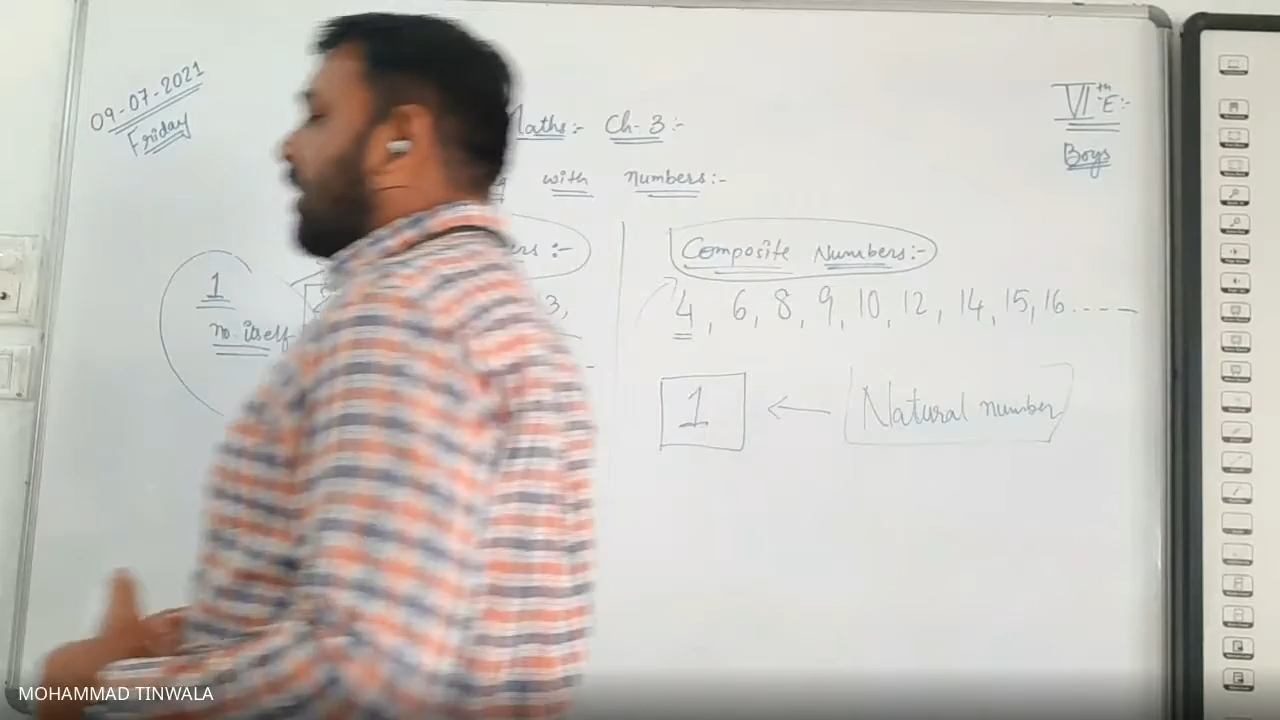 09-07-2021
Friday
Maths:- Ch-3:-
VIth E:-
Boys
with numbers:-
Composite Numbers:-
1
no. itself
3,
4, 6, 8, 9, 10, 12, 14, 15, 16----
1 ← Natural number
MOHAMMAD TINWALA